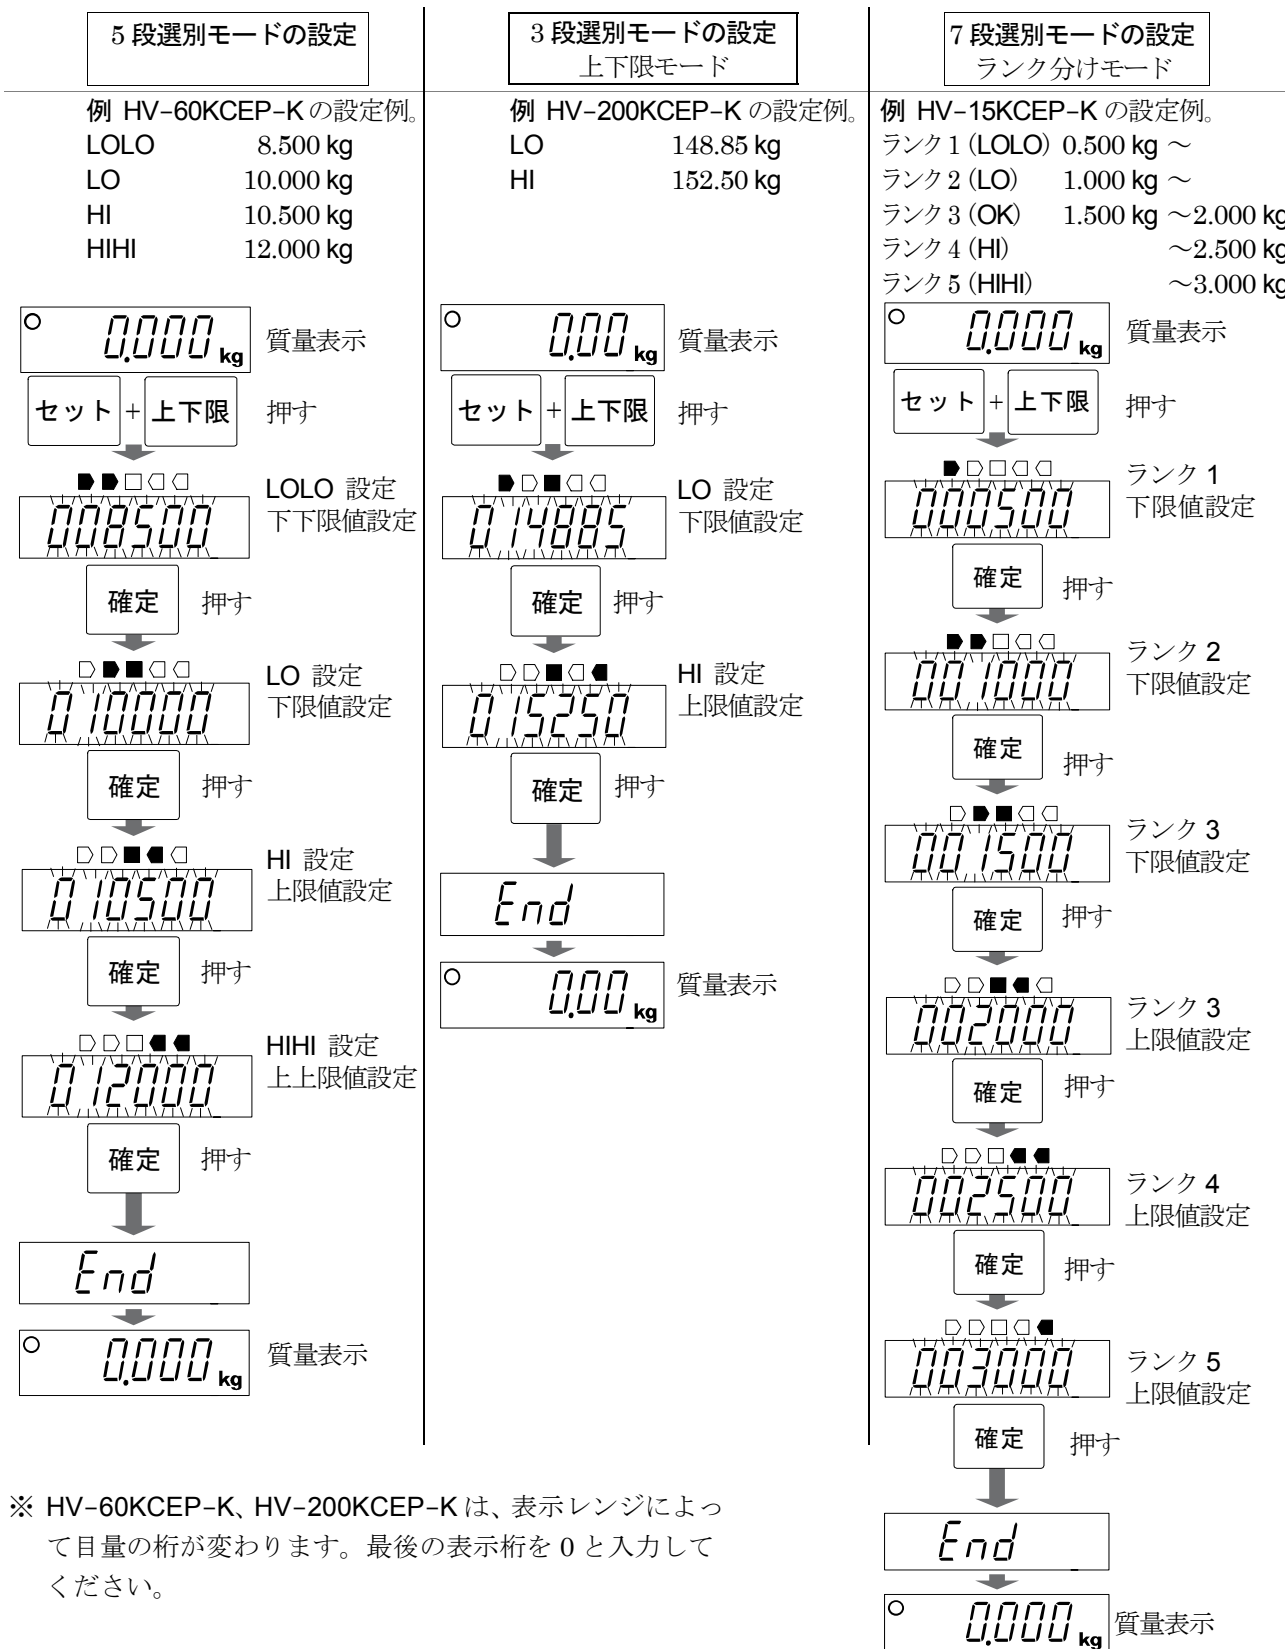 5 段選別モードの設定
例 HV-60KCEP-K の設定例。
LOLO 8.500 kg
LO 10.000 kg
HI 10.500 kg
HIHI 12.000 kg
0.000 kg 質量表示
セット + 上下限 押す
008500 LOLO 設定
下下限値設定
確定 押す
010000 LO 設定
下限値設定
確定 押す
010500 HI 設定
上限値設定
確定 押す
012000 HIHI 設定
上上限値設定
確定 押す
End
0.000 kg 質量表示
3 段選別モードの設定
上下限モード
例 HV-200KCEP-K の設定例。
LO 148.85 kg
HI 152.50 kg
0.00 kg 質量表示
セット + 上下限 押す
014885 LO 設定
下限値設定
確定 押す
015250 HI 設定
上限値設定
確定 押す
End
0.00 kg 質量表示
7 段選別モードの設定
ランク分けモード
例 HV-15KCEP-K の設定例。
ランク 1 (LOLO) 0.500 kg ～
ランク 2 (LO) 1.000 kg ～
ランク 3 (OK) 1.500 kg ～2.000 kg
ランク 4 (HI) ～2.500 kg
ランク 5 (HIHI) ～3.000 kg
0.000 kg 質量表示
セット + 上下限 押す
000500 ランク 1
下限値設定
確定 押す
001000 ランク 2
下限値設定
確定 押す
001500 ランク 3
下限値設定
確定 押す
002000 ランク 3
上限値設定
確定 押す
002500 ランク 4
上限値設定
確定 押す
003000 ランク 5
上限値設定
確定 押す
End
0.000 kg 質量表示
※ HV-60KCEP-K、HV-200KCEP-K は、表示レンジによっ
て目量の桁が変わります。最後の表示桁を 0 と入力して
ください。